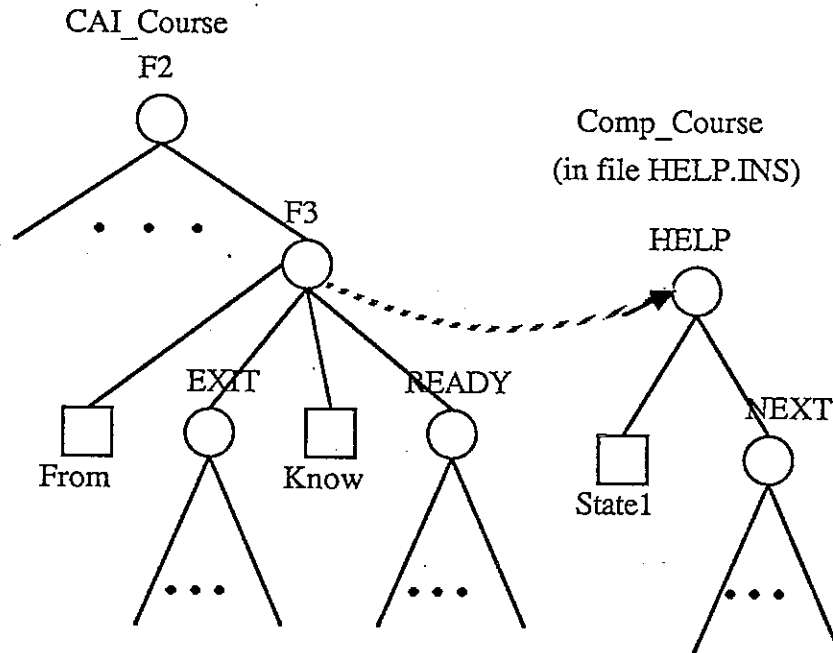 CAI_Course
F2
Comp_Course
(in file HELP.INS)
F3
HELP
EXIT
READY
NEXT
From
Know
State1